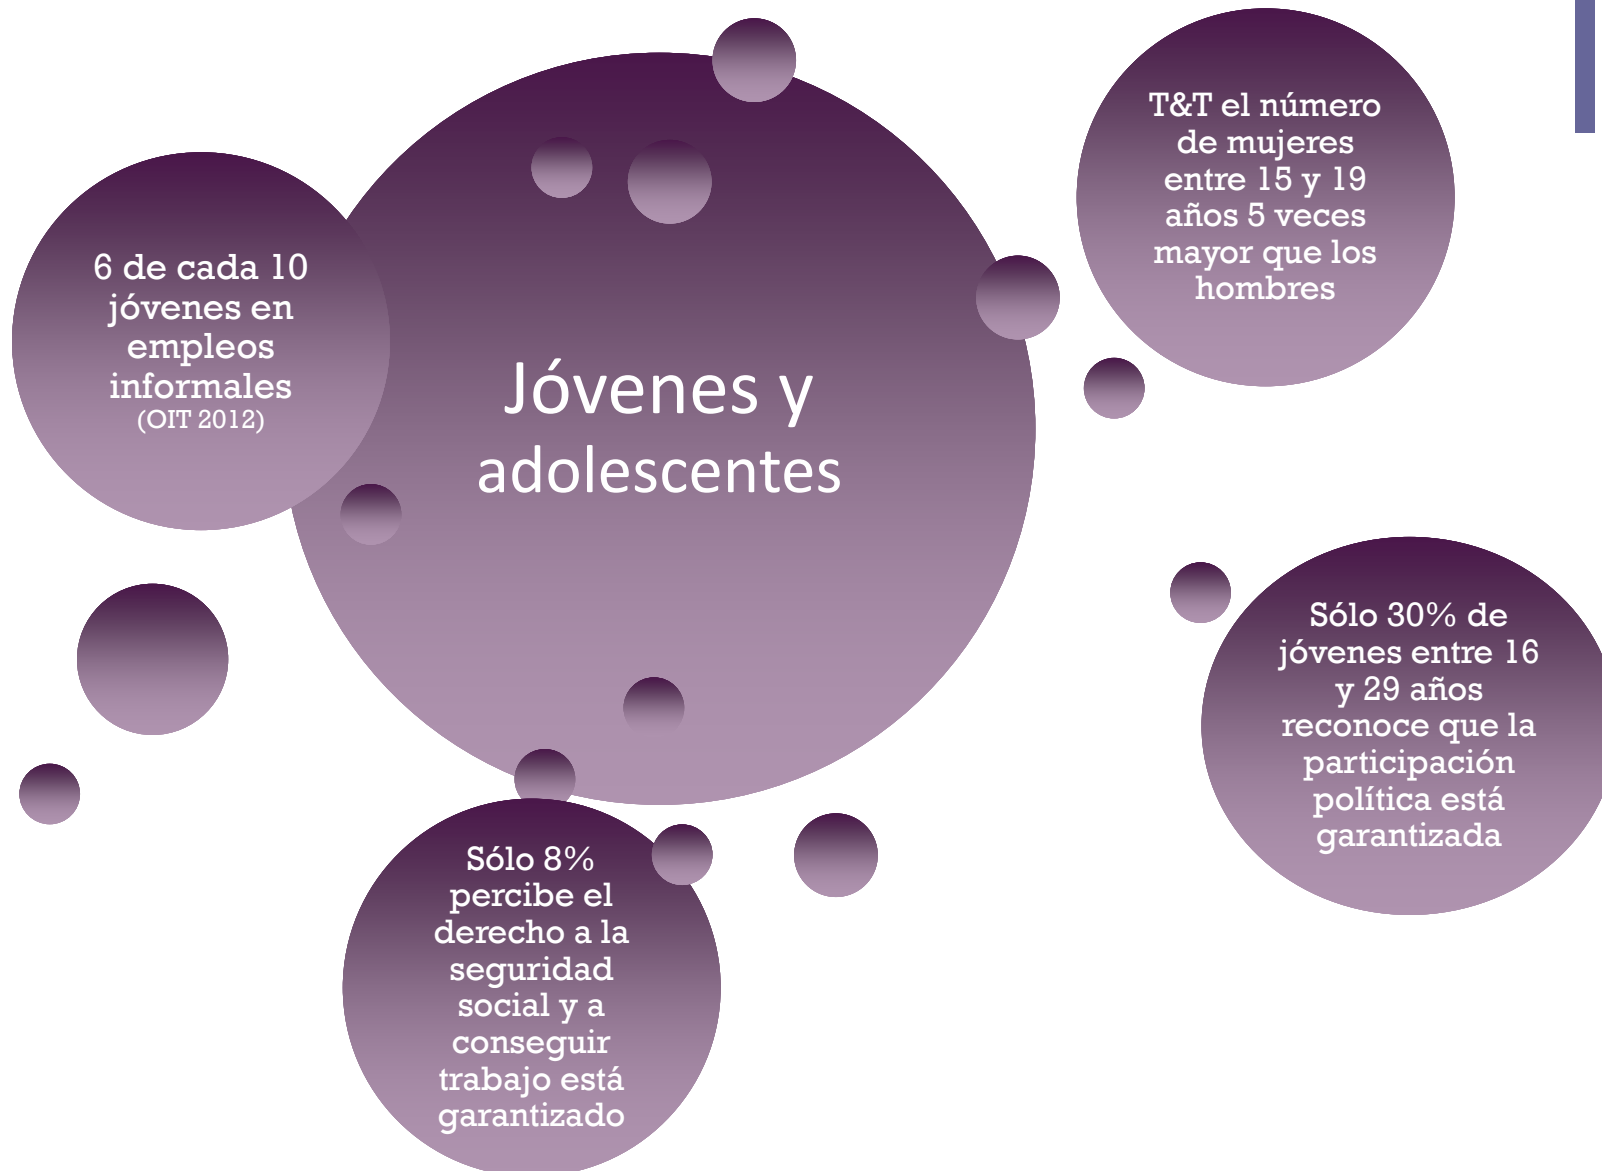 Jóvenes y
adolescentes
6 de cada 10
jóvenes en
empleos
informales
(OIT 2012)
T&T el número
de mujeres
entre 15 y 19
años 5 veces
mayor que los
hombres
Sólo 30% de
jóvenes entre 16
y 29 años
reconoce que la
participación
política está
garantizada
Sólo 8%
percibe el
derecho a la
seguridad
social y a
conseguir
trabajo está
garantizado